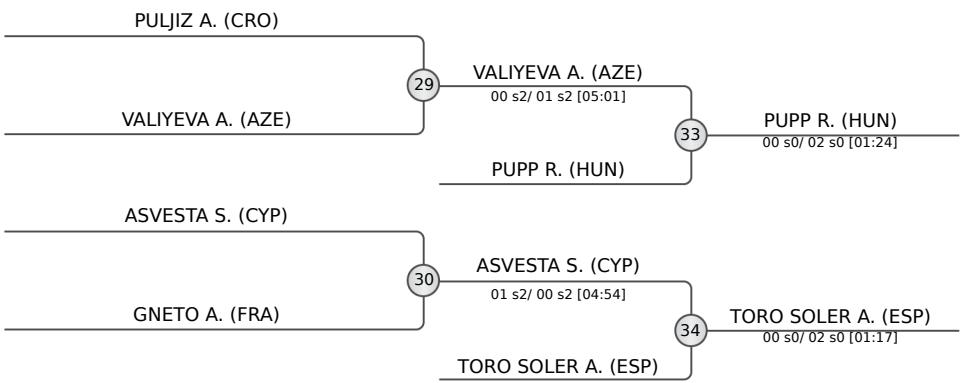 PULJIZ A. (CRO)
29
VALIYEVA A. (AZE)
VALIYEVA A. (AZE)
00 s2/ 01 s2 [05:01]
33
PUPP R. (HUN)
PUPP R. (HUN)
00 s0/ 02 s0 [01:24]
ASVESTA S. (CYP)
30
GNETO A. (FRA)
ASVESTA S. (CYP)
01 s2/ 00 s2 [04:54]
34
TORO SOLER A. (ESP)
TORO SOLER A. (ESP)
00 s0/ 02 s0 [01:17]